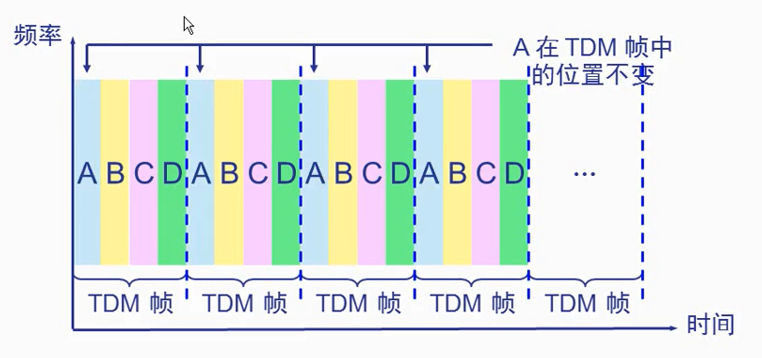 频率
A 在 TDM 帧中
的位置不变
A B C D A B C D A B C D A B C D ...
TDM 帧 TDM 帧 TDM 帧 TDM 帧 TDM 帧
时间